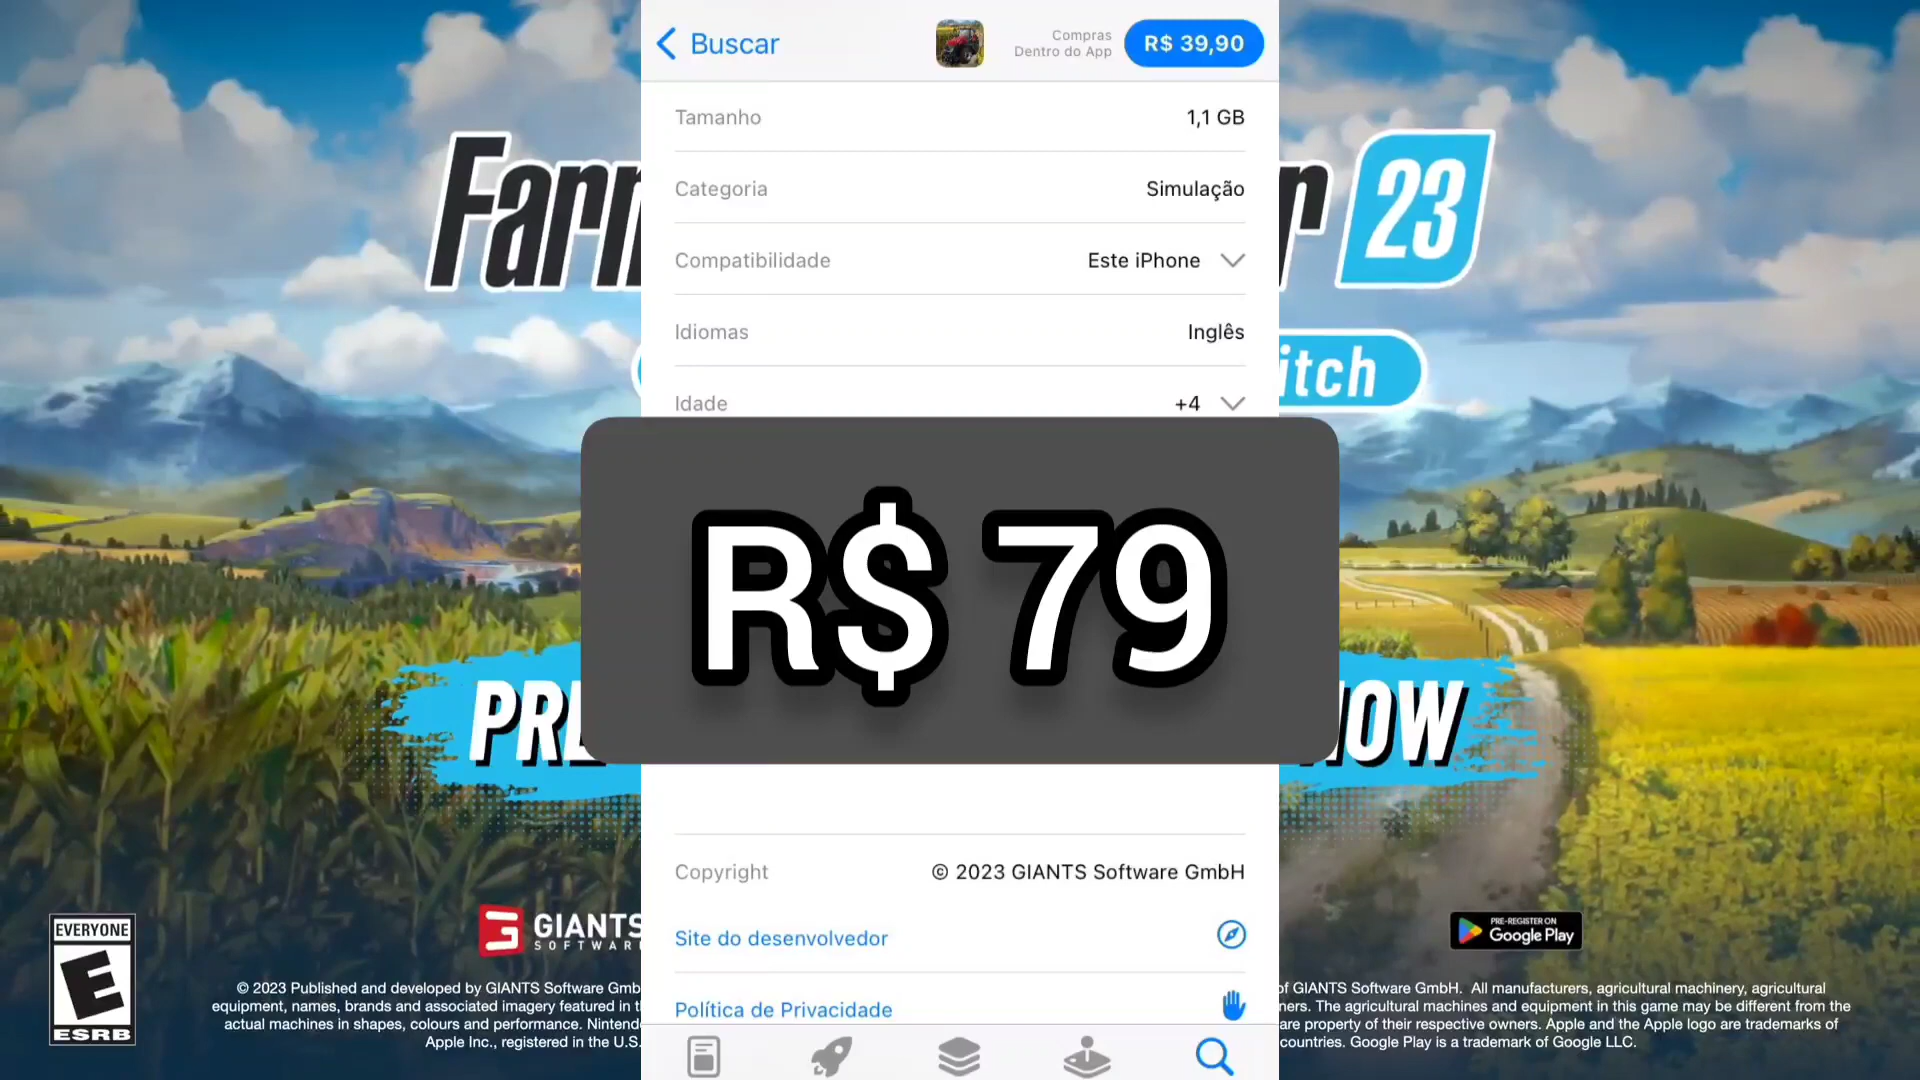 Buscar
Compras
Dentro do App
R$ 39,90
Tamanho 1,1 GB
Categoria Simulação
Compatibilidade Este iPhone
Idiomas Inglês
Idade +4
Farm r 23
itch
R$ 79
PRE NOW
Copyright © 2023 GIANTS Software GmbH
Site do desenvolvedor
Política de Privacidade
EVERYONE
E
ESRB
GIANTS
SOFTWAR
PRE-REGISTER ON
Google Play
© 2023 Published and developed by GIANTS Software Gmb
equipment, names, brands and associated imagery featured in t
actual machines in shapes, colours and performance. Nintend
Apple Inc., registered in the U.S.
of GIANTS Software GmbH. All manufacturers, agricultural machinery, agricultural
ners. The agricultural machines and equipment in this game may be different from the
are property of their respective owners. Apple and the Apple logo are trademarks of
countries. Google Play is a trademark of Google LLC.